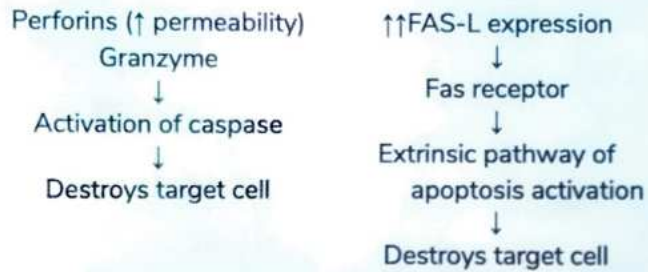 Perforins (↑ permeability)
Granzyme
↓
Activation of caspase
↓
Destroys target cell
↑↑FAS-L expression
↓
Fas receptor
↓
Extrinsic pathway of
apoptosis activation
↓
Destroys target cell